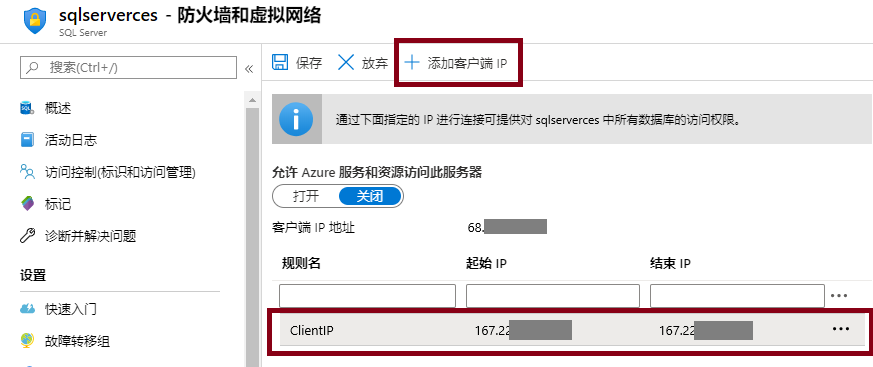 sqlserverces - 防火墙和虚拟网络
SQL Server
搜索(Ctrl+/)
«
保存
放弃
添加客户端 IP
概述
活动日志
访问控制(标识和访问管理)
标记
诊断并解决问题
设置
快速入门
故障转移组
通过下面指定的 IP 进行连接可提供对 sqlserverces 中所有数据库的访问权限。
允许 Azure 服务和资源访问此服务器
打开 关闭
客户端 IP 地址 68.
规则名 起始 IP 结束 IP
ClientIP 167.22 167.22